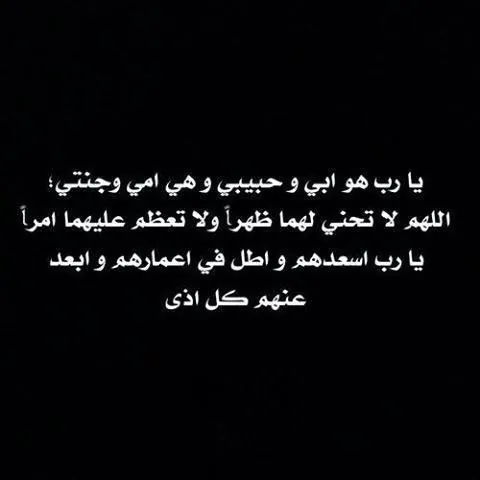 يا رب هو ابي و حبيبي و هي امي وجنتي؛
اللهم لا تحني لهما ظهراً ولا تعظم عليهما امراً
يا رب اسعدهم و اطل في اعمارهم و ابعد
عنهم كل اذى